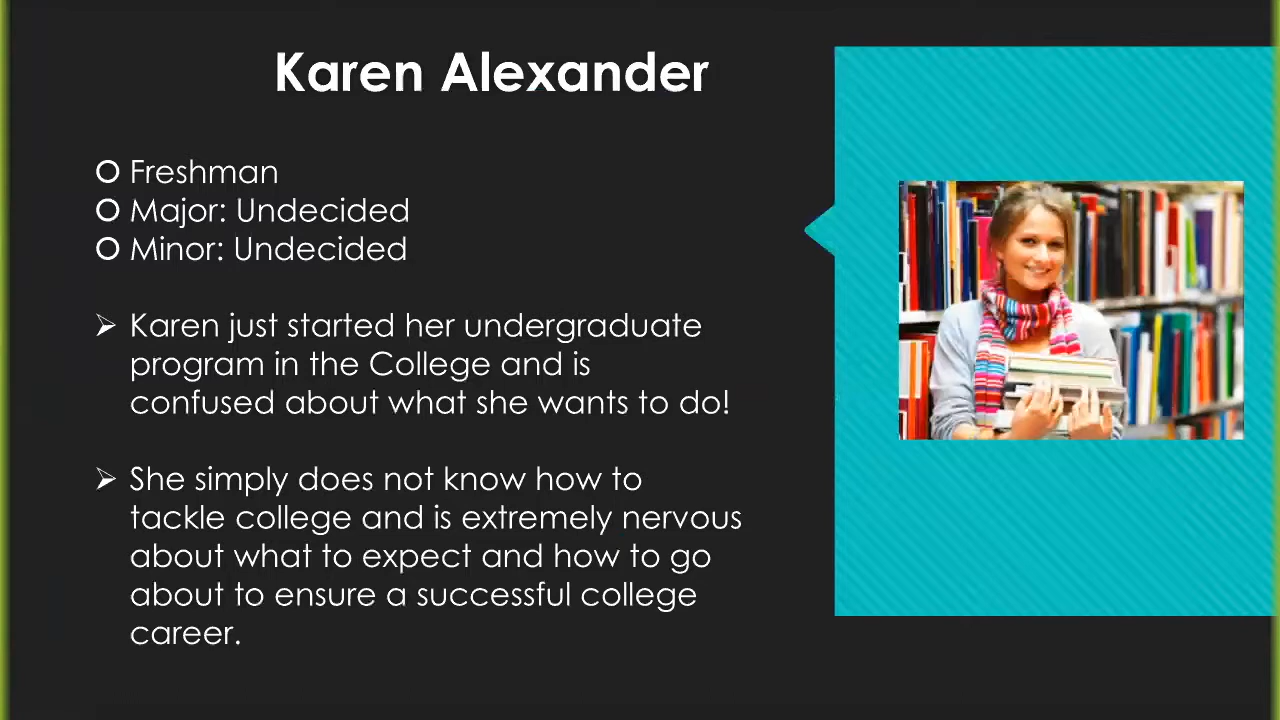 Karen Alexander
Freshman
Major: Undecided
Minor: Undecided
Karen just started her undergraduate
program in the College and is
confused about what she wants to do!
She simply does not know how to
tackle college and is extremely nervous
about what to expect and how to go
about to ensure a successful college
career.